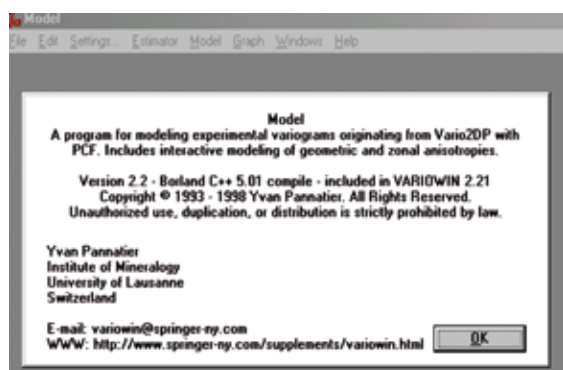 Model
File Edit Settings... Estimator Model Graph Windows Help
Model
A program for modeling experimental variograms originating from Vario2DP with
PCF. Includes interactive modeling of geometric and zonal anisotropies.
Version 2.2 - Borland C++ 5.01 compile - included in VARIOWIN 2.21
Copyright © 1993 - 1998 Yvan Pannatier. All Rights Reserved.
Unauthorized use, duplication, or distribution is strictly prohibited by law.
Yvan Pannatier
Institute of Mineralogy
University of Lausanne
Switzerland
E-mail: variowin@springer-ny.com
WWW: http://www.springer-ny.com/supplements/variowin.html
OK